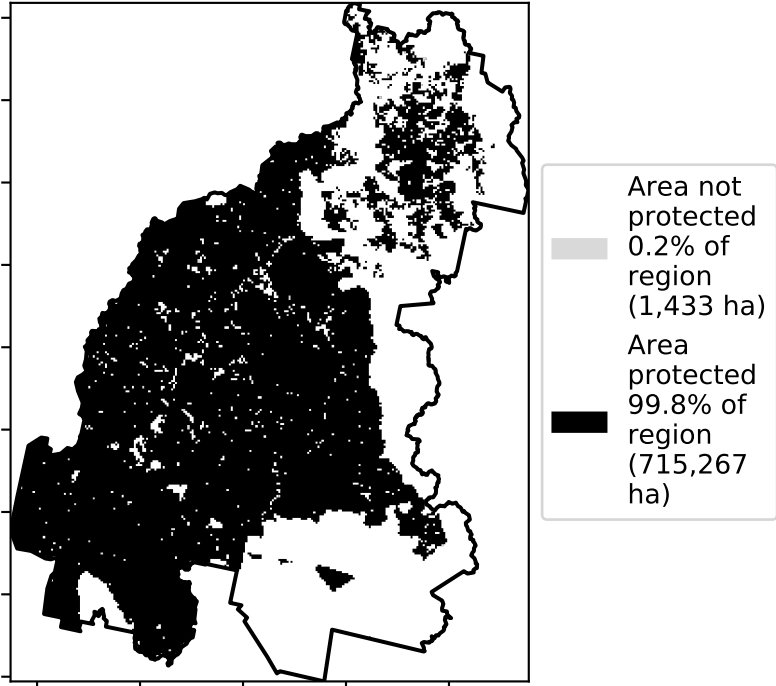 Area not
protected
0.2% of
region
(1,433 ha)
Area
protected
99.8% of
region
(715,267
ha)